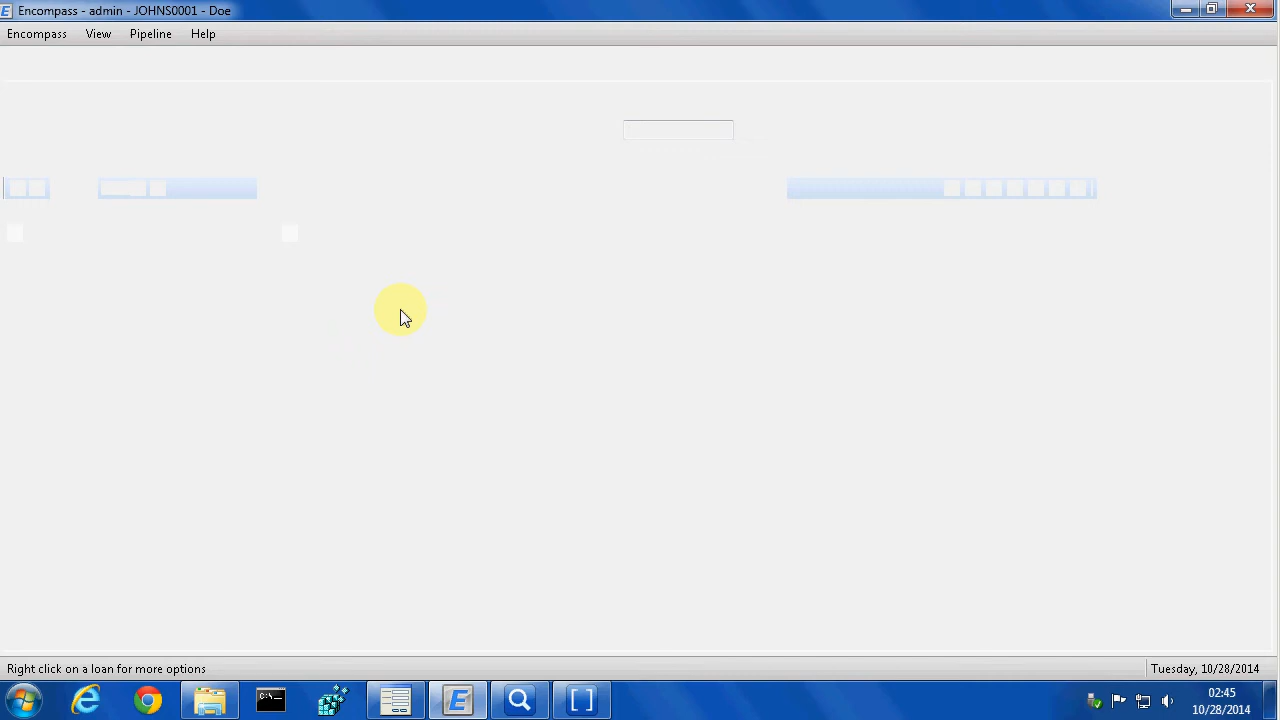 Encompass - admin - JOHNS0001 - Doe
Encompass View Pipeline Help
Right click on a loan for more options
Tuesday, 10/28/2014
02:45
10/28/2014